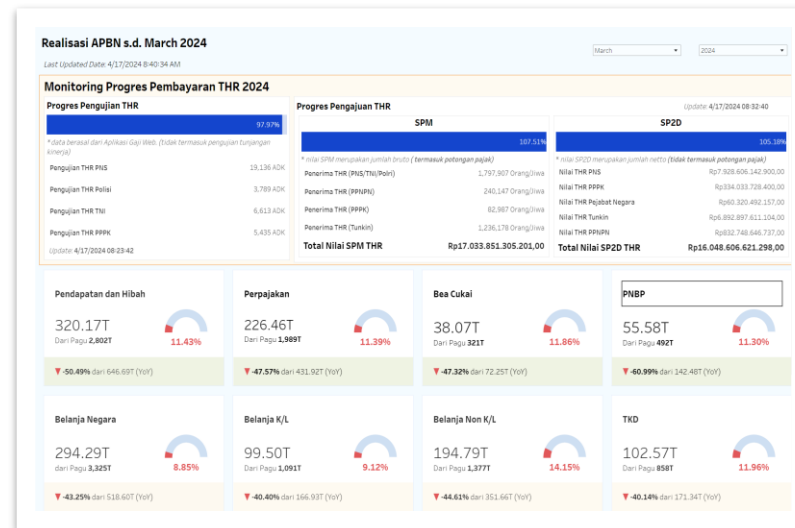 Realisasi APBN s.d. March 2024
March
2024
Last Updated Date: 4/17/2024 8:40:34 AM
Monitoring Progres Pembayaran THR 2024
Progres Pengujian THR
97.97%
* data berasal dari Aplikasi Gaji Web. (tidak termasuk pengujian tunjangan kinerja)
Pengujian THR PNS 19,136 ADK
Pengujian THR Polisi 3,789 ADK
Pengujian THR TNI 6,613 ADK
Pengujian THR PPPK 5,435 ADK
Update: 4/17/2024 08:23:42
Progres Pengajuan THR
Update: 4/17/2024 08:32:40
SPM
107.51%
* nilai SPM merupakan jumlah bruto ( termasuk potongan pajak)
Penerima THR (PNS/TNI/Polri) 1,797,907 Orang/Jiwa
Penerima THR (PPNPN) 240,147 Orang/Jiwa
Penerima THR (PPPK) 82,987 Orang/Jiwa
Penerima THR (Tunkin) 1,236,178 Orang/Jiwa
Total Nilai SPM THR Rp17.033.851.305.201,00
SP2D
105.18%
* nilai SP2D merupakan jumlah netto (tidak termasuk potongan pajak)
Nilai THR PNS Rp7.928.606.142.900,00
Nilai THR PPPK Rp334.033.728.400,00
Nilai THR Pejabat Negara Rp60.320.492.157,00
Nilai THR Tunkin Rp6.892.897.611.104,00
Nilai THR PPNPN Rp832.748.646.737,00
Total Nilai SP2D THR Rp16.048.606.621.298,00
Pendapatan dan Hibah
320.17T
Dari Pagu 2,802T
11.43%
▼ -50.49% dari 646.69T (YoY)
Perpajakan
226.46T
Dari Pagu 1,989T
11.39%
▼ -47.57% dari 431.92T (YoY)
Bea Cukai
38.07T
Dari Pagu 321T
11.86%
▼ -47.32% dari 72.25T (YoY)
PNBP
55.58T
Dari Pagu 492T
11.30%
▼ -60.99% dari 142.48T (YoY)
Belanja Negara
294.29T
dari Pagu 3,325T
8.85%
▼ -43.25% dari 518.60T (YoY)
Belanja K/L
99.50T
Dari Pagu 1,091T
9.12%
▼ -40.40% dari 166.93T (YoY)
Belanja Non K/L
194.79T
Dari Pagu 1,377T
14.15%
▼ -44.61% dari 351.66T (YoY)
TKD
102.57T
Dari Pagu 858T
11.96%
▼ -40.14% dari 171.34T (YoY)